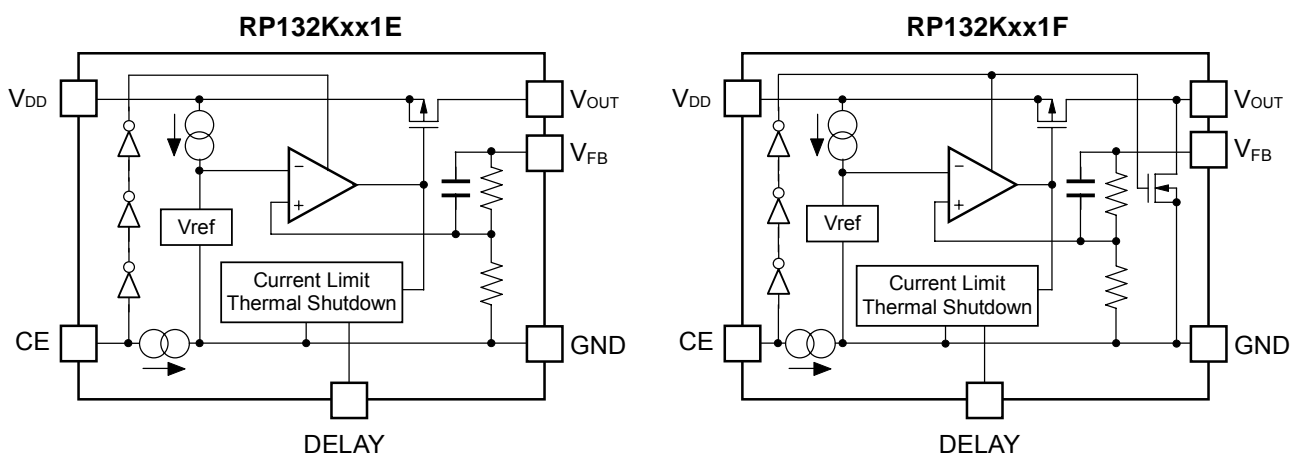 RP132Kxx1E
VDD
VOUT
VFB
−
+
Vref
Current Limit
Thermal Shutdown
CE
GND
DELAY
RP132Kxx1F
VDD
VOUT
VFB
−
+
Vref
Current Limit
Thermal Shutdown
CE
GND
DELAY